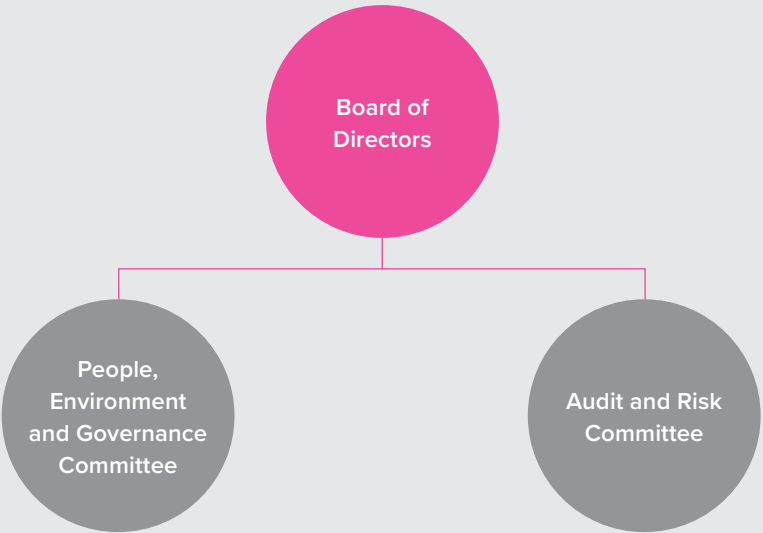 Board of
Directors
People,
Environment
and Governance
Committee
Audit and Risk
Committee